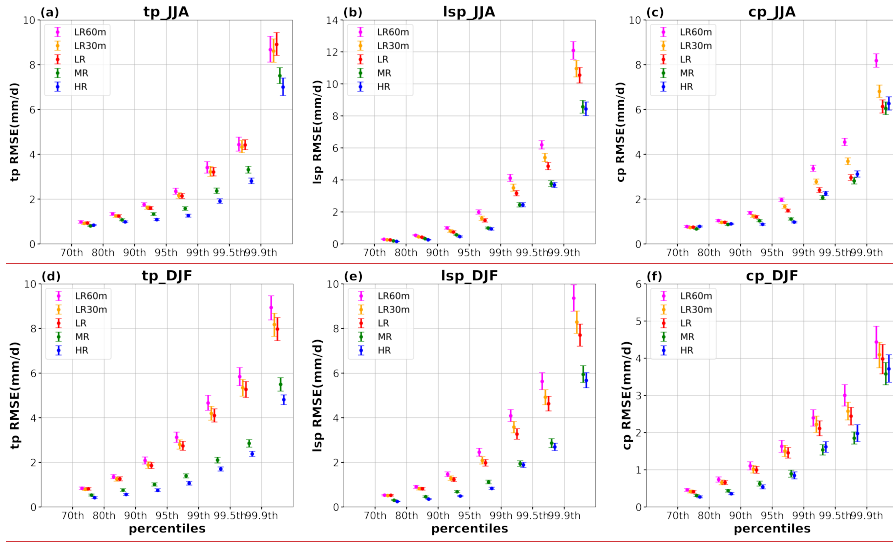 (a) tp_JJA
tp RMSE(mm/d)
10
8
6
4
2
0
LR60m
LR30m
LR
MR
HR
70th 80th 90th 95th 99th 99.5th 99.9th
(b) lsp_JJA
lsp RMSE(mm/d)
14
12
10
8
6
4
2
0
LR60m
LR30m
LR
MR
HR
70th 80th 90th 95th 99th 99.5th 99.9th
(c) cp_JJA
cp RMSE(mm/d)
10
8
6
4
2
0
LR60m
LR30m
LR
MR
HR
70th 80th 90th 95th 99th 99.5th 99.9th
(d) tp_DJF
tp RMSE(mm/d)
10
8
6
4
2
0
LR60m
LR30m
LR
MR
HR
70th 80th 90th 95th 99th 99.5th 99.9th
percentiles
(e) lsp_DJF
lsp RMSE(mm/d)
10
8
6
4
2
0
LR60m
LR30m
LR
MR
HR
70th 80th 90th 95th 99th 99.5th 99.9th
percentiles
(f) cp_DJF
cp RMSE(mm/d)
6
5
4
3
2
1
0
LR60m
LR30m
LR
MR
HR
70th 80th 90th 95th 99th 99.5th 99.9th
percentiles